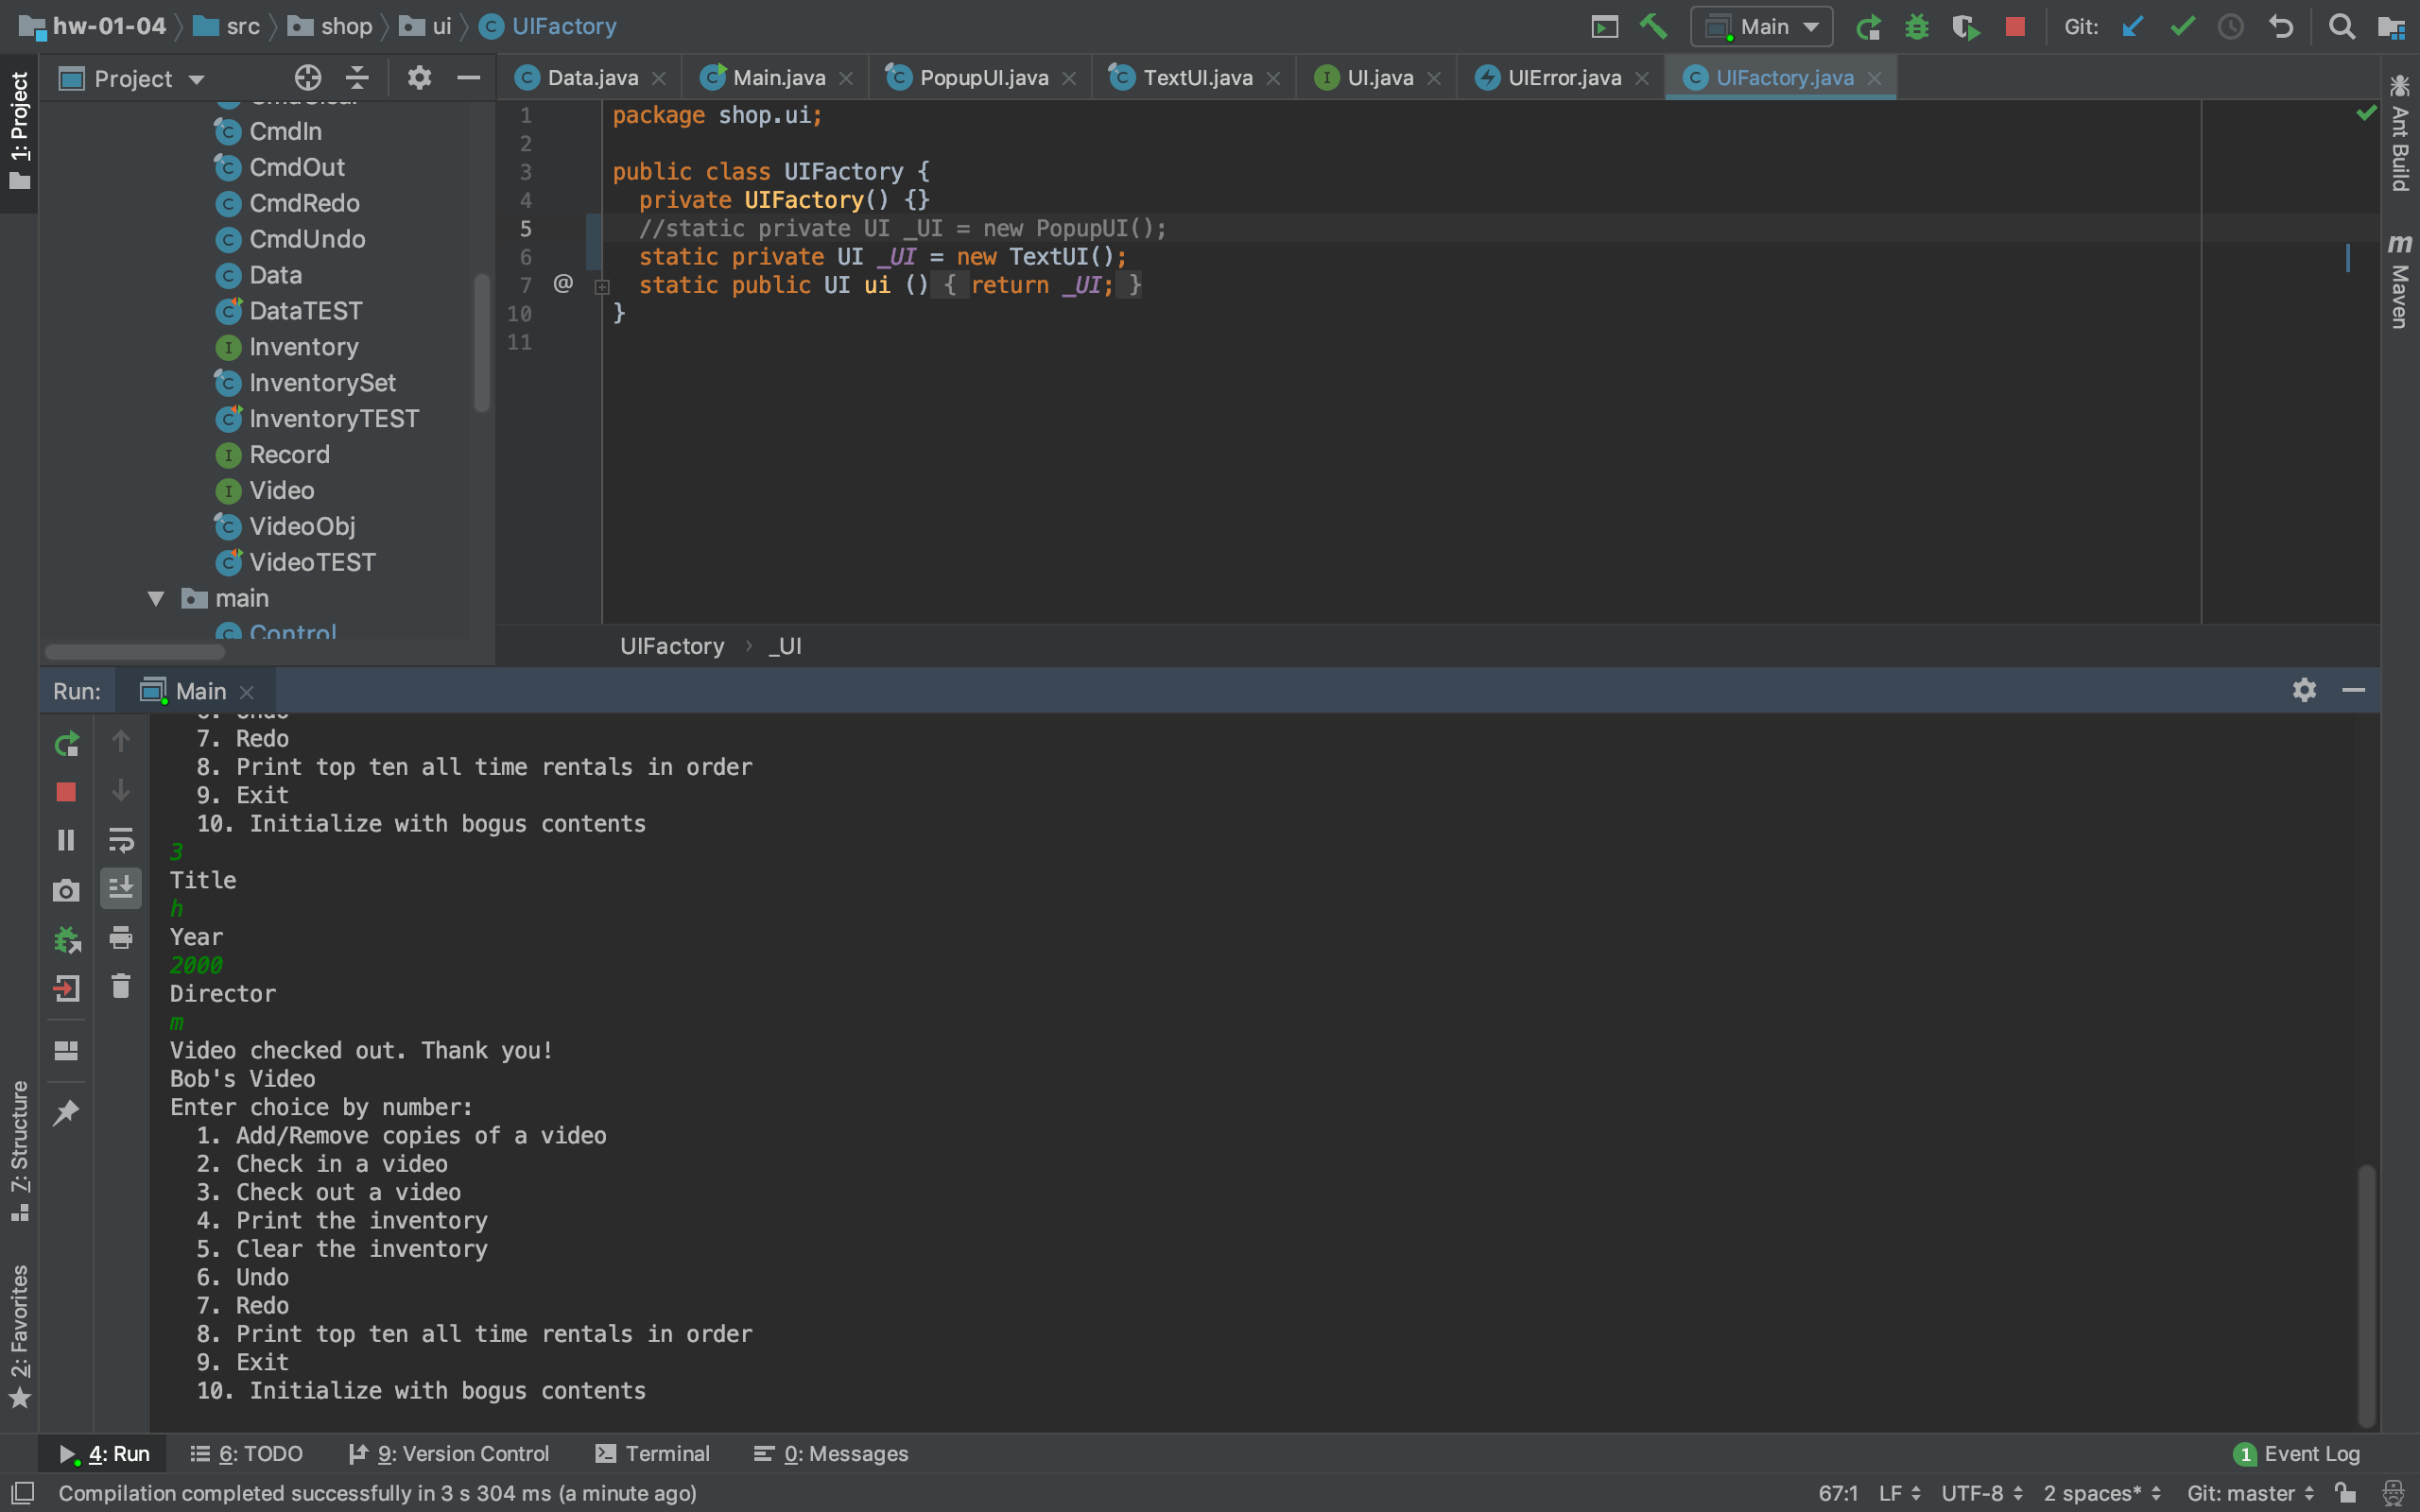 hw-01-04 src shop ui UIFactory Main Git:
1: Project
Project
CmdIn
CmdOut
CmdRedo
CmdUndo
Data
DataTEST
Inventory
InventorySet
InventoryTEST
Record
Video
VideoObj
VideoTEST
main
Control
Data.java Main.java PopupUI.java TextUI.java UI.java UIError.java UIFactory.java
1 package shop.ui;
2
3 public class UIFactory {
4 private UIFactory() {}
5 //static private UI _UI = new PopupUI();
6 static private UI _UI = new TextUI();
7 @ static public UI ui () { return _UI; }
10 }
11
UIFactory › _UI
Ant Build
m Maven
Run: Main
6. Undo
7. Redo
8. Print top ten all time rentals in order
9. Exit
10. Initialize with bogus contents
3
Title
h
Year
2000
Director
m
Video checked out. Thank you!
Bob's Video
Enter choice by number:
1. Add/Remove copies of a video
2. Check in a video
3. Check out a video
4. Print the inventory
5. Clear the inventory
6. Undo
7. Redo
8. Print top ten all time rentals in order
9. Exit
10. Initialize with bogus contents
7: Structure
2: Favorites
4: Run 6: TODO 9: Version Control Terminal 0: Messages 1 Event Log
Compilation completed successfully in 3 s 304 ms (a minute ago) 67:1 LF UTF-8 2 spaces* Git: master